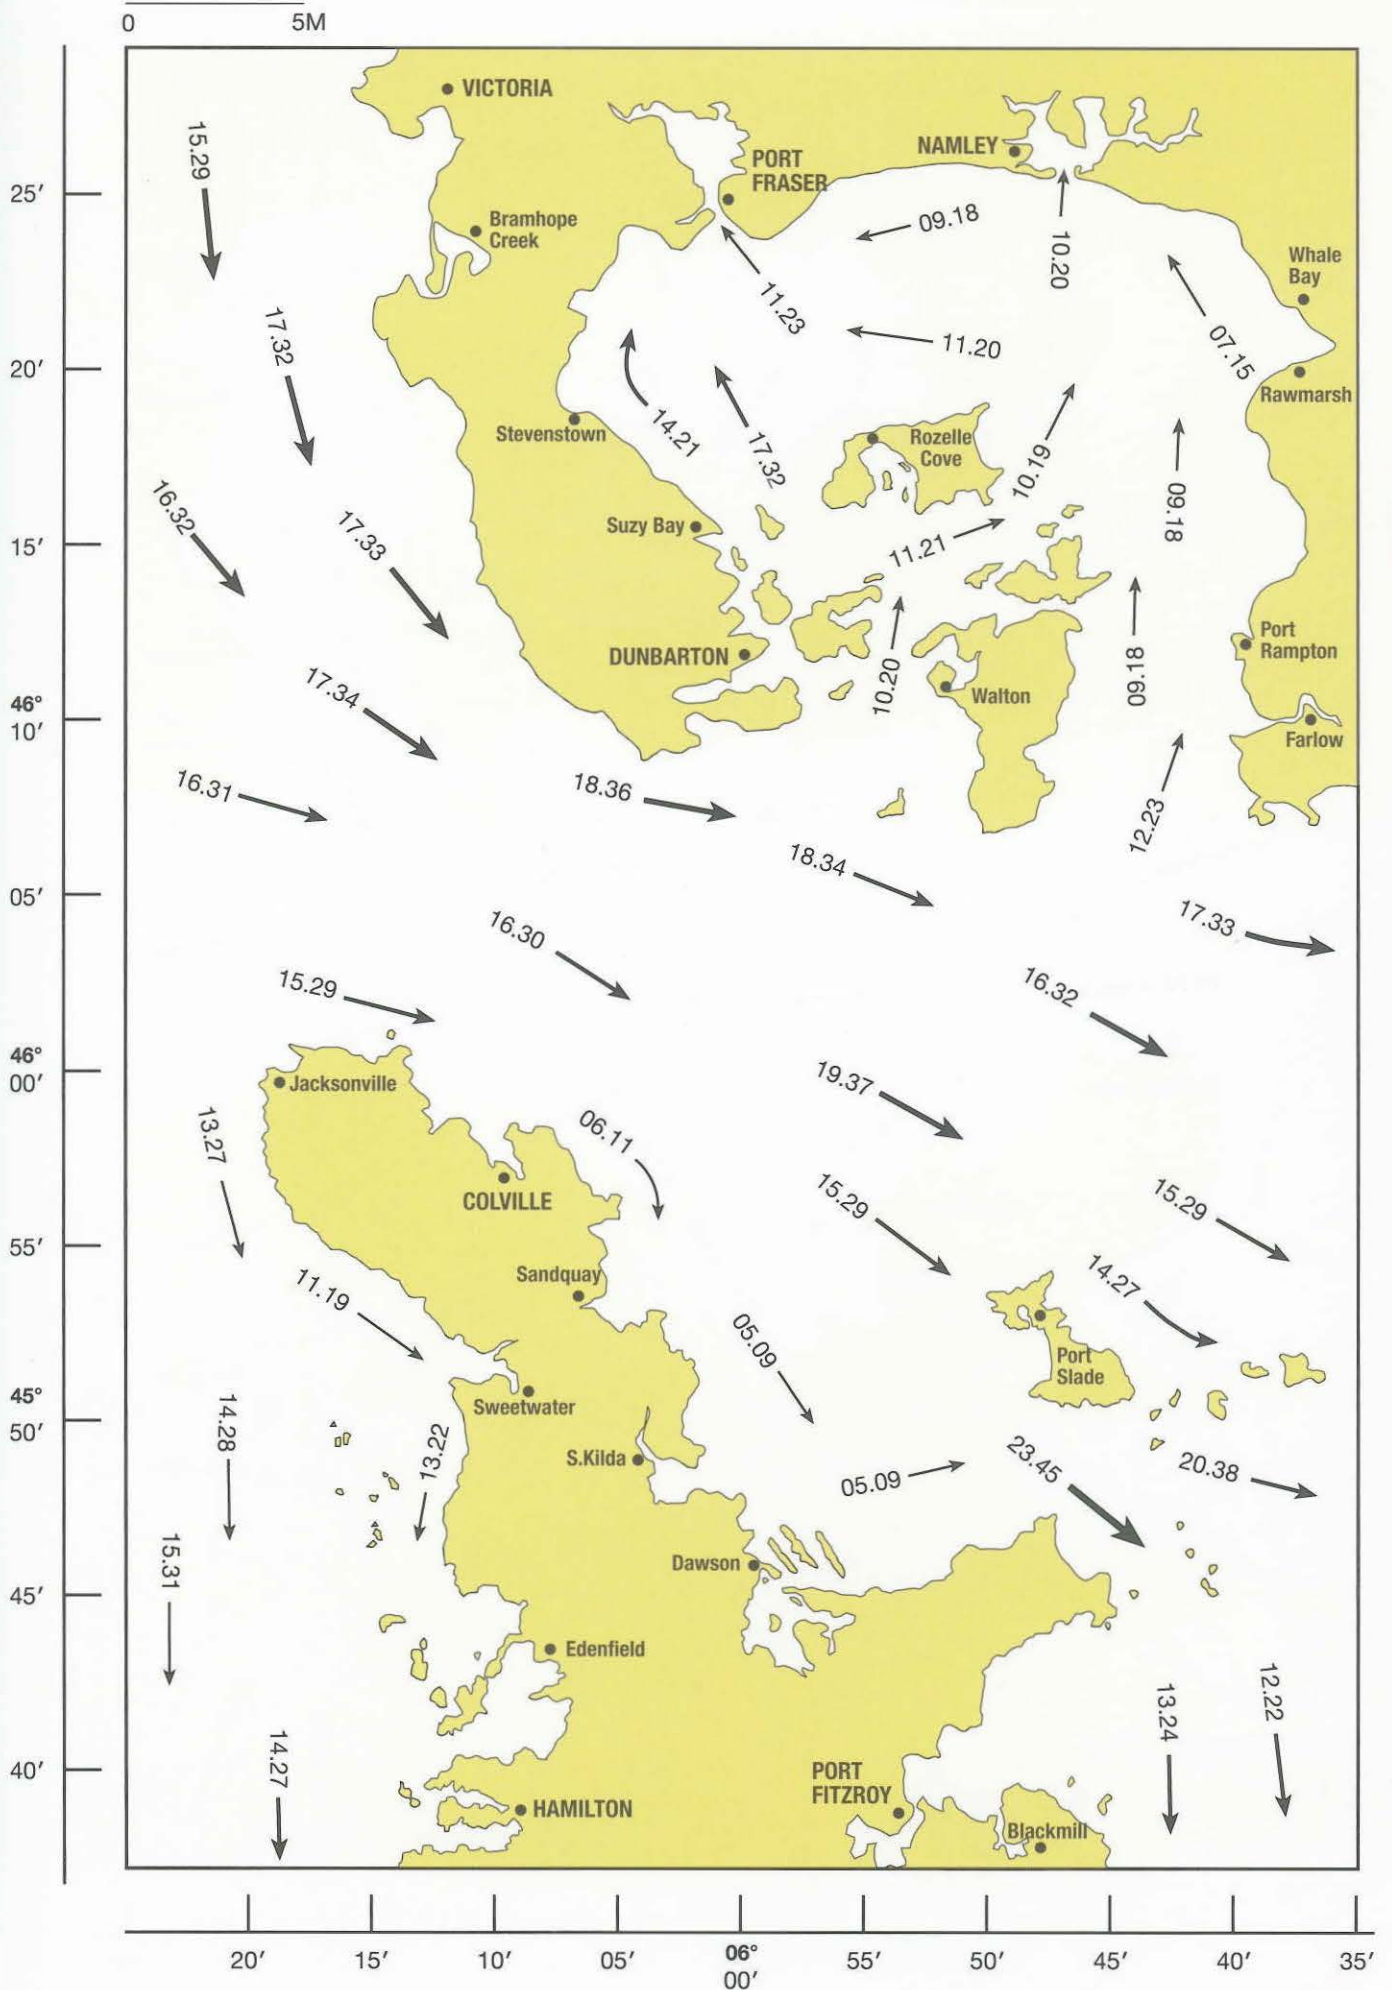 0 5M
VICTORIA
15.29
NAMLEY
PORT
FRASER
25′
09.18
Bramhope
Creek
10.20
Whale
Bay
11.23
17.32
11.20
07.15
20′
Rawmarsh
14.21
Stevenstown
17.32
Rozelle
Cove
10.19
16.32
09.18
17.33
Suzy Bay
15′
11.21
Port
Rampton
DUNBARTON
09.18
10.20
17.34
Walton
46°
10′
Farlow
16.31
18.36
12.23
18.34
05′
17.33
16.30
15.29
16.32
46°
00′
Jacksonville
19.37
13.27
06.11
COLVILLE
15.29
15.29
55′
Sandquay
14.27
11.19
05.09
Port
Slade
45°
50′
Sweetwater
14.28
13.22
S.Kilda
23.45
20.38
05.09
15.31
Dawson
45′
Edenfield
13.24
12.22
14.27
40′
PORT
FITZROY
HAMILTON
Blackmill
20′ 15′ 10′ 05′ 06° 55′ 50′ 45′ 40′ 35′
00′